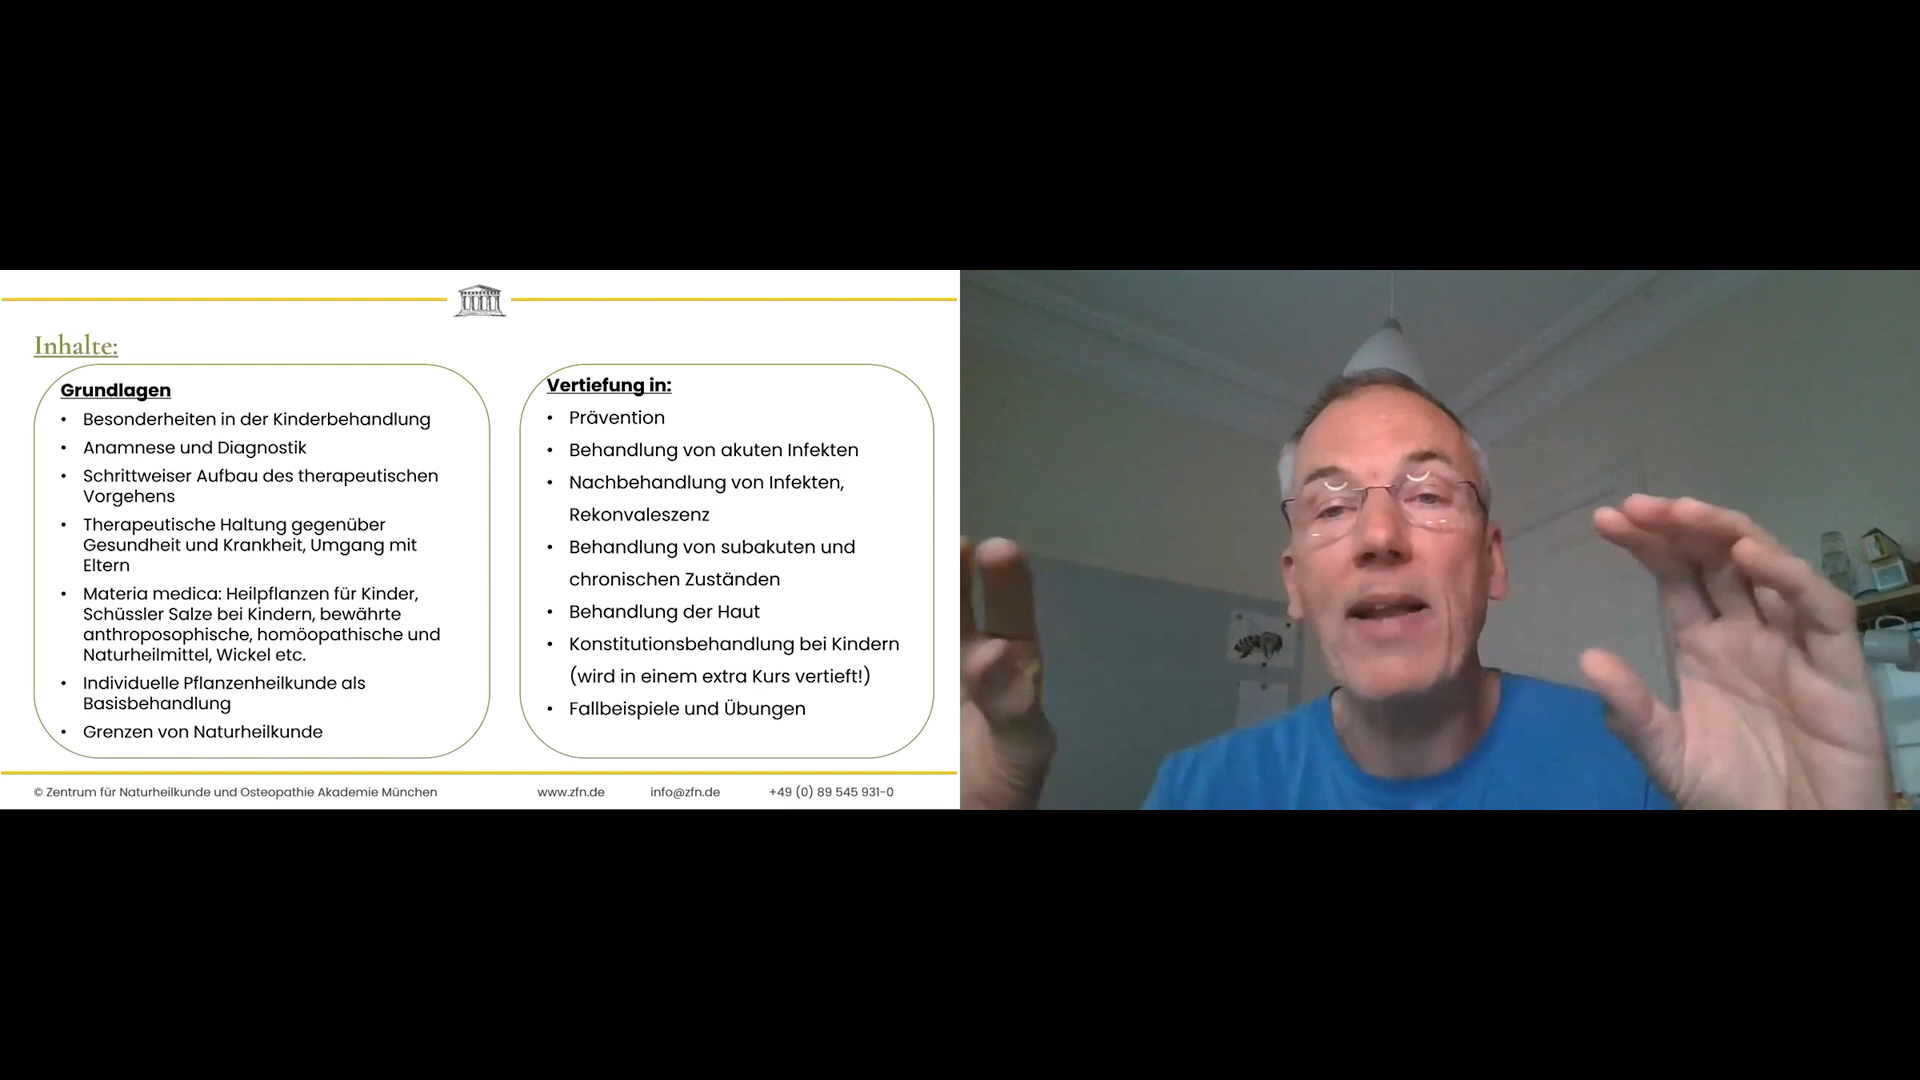 Inhalte:
Grundlagen
• Besonderheiten in der Kinderbehandlung
• Anamnese und Diagnostik
• Schrittweiser Aufbau des therapeutischen
Vorgehens
• Therapeutische Haltung gegenüber
Gesundheit und Krankheit, Umgang mit
Eltern
• Materia medica: Heilpflanzen für Kinder,
Schüssler Salze bei Kindern, bewährte
anthroposophische, homöopathische und
Naturheilmittel, Wickel etc.
• Individuelle Pflanzenheilkunde als
Basisbehandlung
• Grenzen von Naturheilkunde
Vertiefung in:
• Prävention
• Behandlung von akuten Infekten
• Nachbehandlung von Infekten,
Rekonvaleszenz
• Behandlung von subakuten und
chronischen Zuständen
• Behandlung der Haut
• Konstitutionsbehandlung bei Kindern
(wird in einem extra Kurs vertieft!)
• Fallbeispiele und Übungen
© Zentrum für Naturheilkunde und Osteopathie Akademie München www.zfn.de info@zfn.de +49 (0) 89 545 931-0